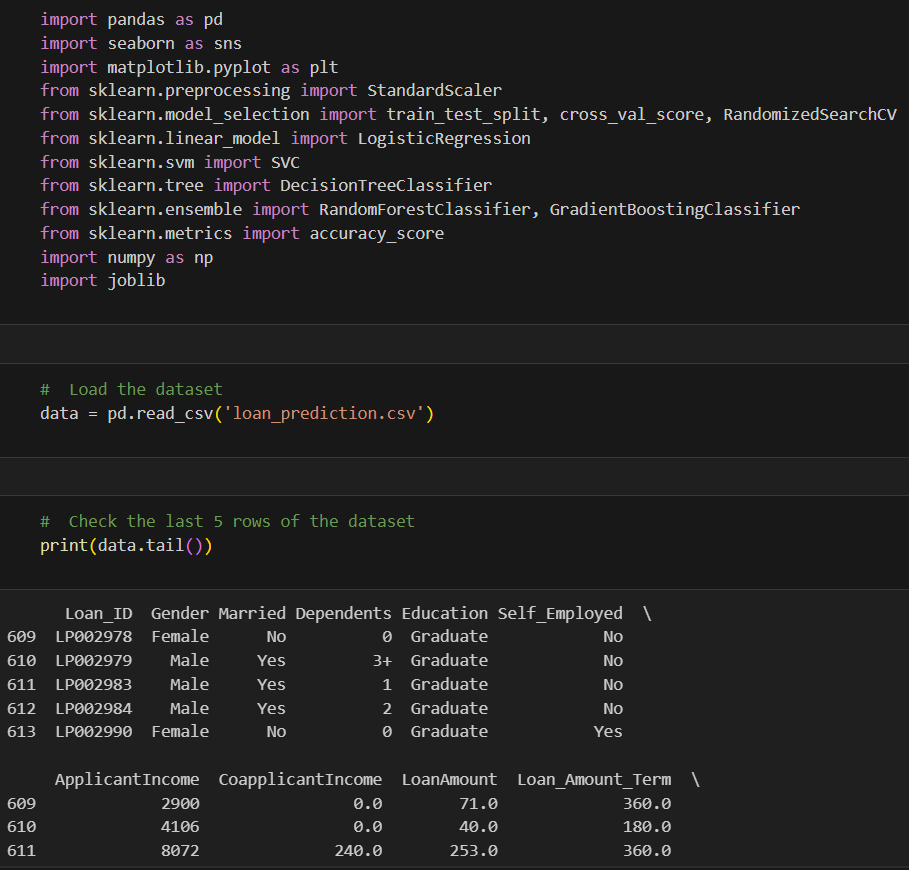 import pandas as pd
import seaborn as sns
import matplotlib.pyplot as plt
from sklearn.preprocessing import StandardScaler
from sklearn.model_selection import train_test_split, cross_val_score, RandomizedSearchCV
from sklearn.linear_model import LogisticRegression
from sklearn.svm import SVC
from sklearn.tree import DecisionTreeClassifier
from sklearn.ensemble import RandomForestClassifier, GradientBoostingClassifier
from sklearn.metrics import accuracy_score
import numpy as np
import joblib
#  Load the dataset
data = pd.read_csv('loan_prediction.csv')
#  Check the last 5 rows of the dataset
print(data.tail())
      Loan_ID  Gender Married Dependents Education Self_Employed  \
609  LP002978  Female      No          0  Graduate            No
610  LP002979    Male     Yes         3+  Graduate            No
611  LP002983    Male     Yes          1  Graduate            No
612  LP002984    Male     Yes          2  Graduate            No
613  LP002990  Female      No          0  Graduate           Yes
     ApplicantIncome  CoapplicantIncome  LoanAmount  Loan_Amount_Term  \
609             2900                0.0        71.0             360.0
610             4106                0.0        40.0             180.0
611             8072              240.0       253.0             360.0